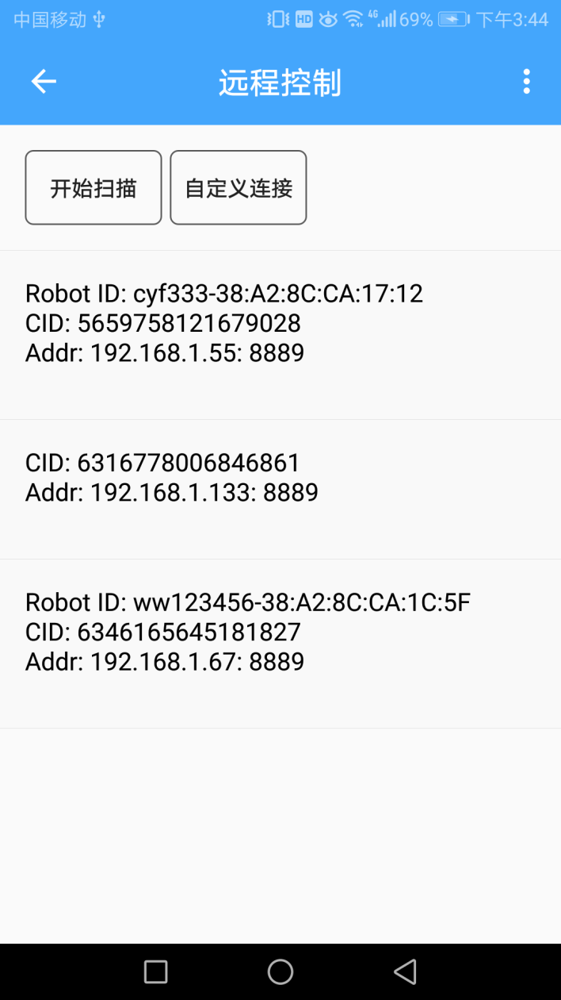 中国移动 HD 4G 69% 下午3:44
远程控制
开始扫描 自定义连接
Robot ID: cyf333-38:A2:8C:CA:17:12
CID: 5659758121679028
Addr: 192.168.1.55: 8889
CID: 6316778006846861
Addr: 192.168.1.133: 8889
Robot ID: ww123456-38:A2:8C:CA:1C:5F
CID: 6346165645181827
Addr: 192.168.1.67: 8889